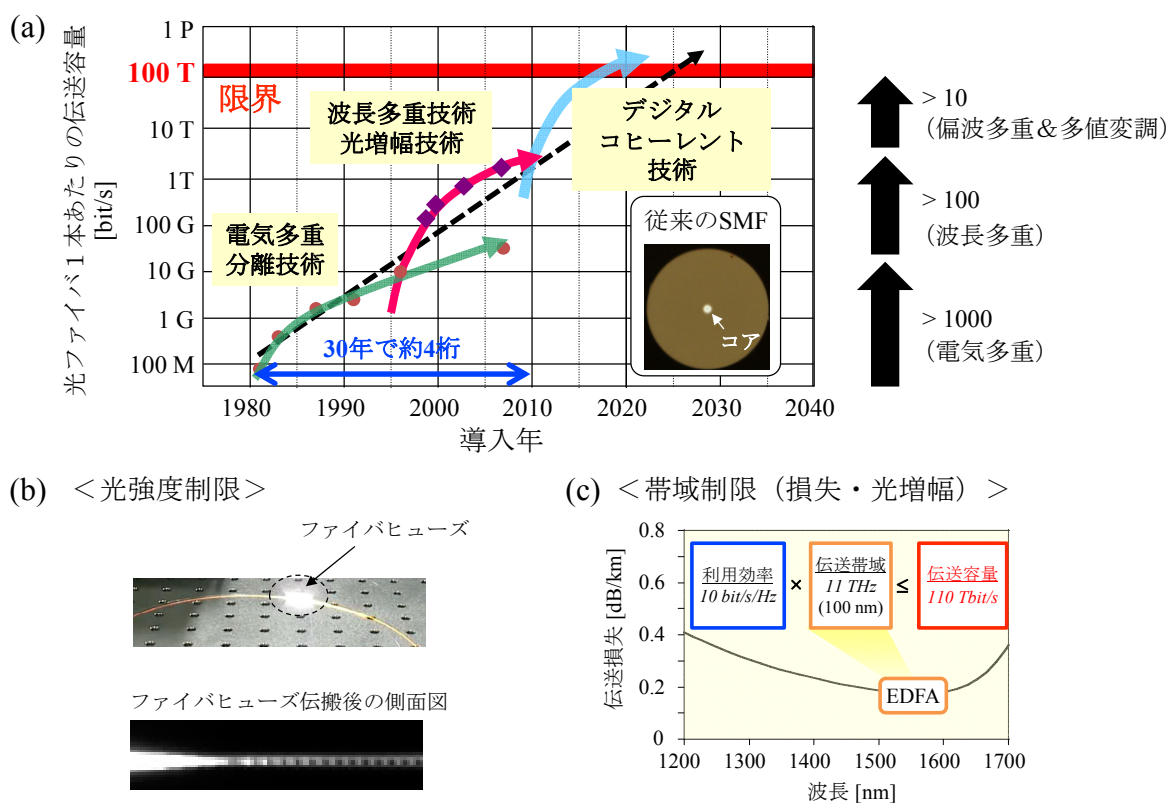 (a)
光ファイバ1本あたりの伝送容量
[bit/s]
1 P
100 T
10 T
1T
100 G
10 G
1 G
100 M
限界
波長多重技術
光増幅技術
デジタル
コヒーレント
技術
電気多重
分離技術
従来のSMF
コア
30年で約4桁
1980
1990
2000
2010
2020
2030
2040
導入年
> 10
(偏波多重&多値変調)
> 100
(波長多重)
> 1000
(電気多重)
(b) <光強度制限>
ファイバヒューズ
ファイバヒューズ伝搬後の側面図
(c) <帯域制限(損失・光増幅)>
伝送損失 [dB/km]
0.8
0.6
0.4
0.2
0
利用効率
10 bit/s/Hz
×
伝送帯域
11 THz
(100 nm)
≤
伝送容量
110 Tbit/s
EDFA
1200
1300
1400
1500
1600
1700
波長 [nm]